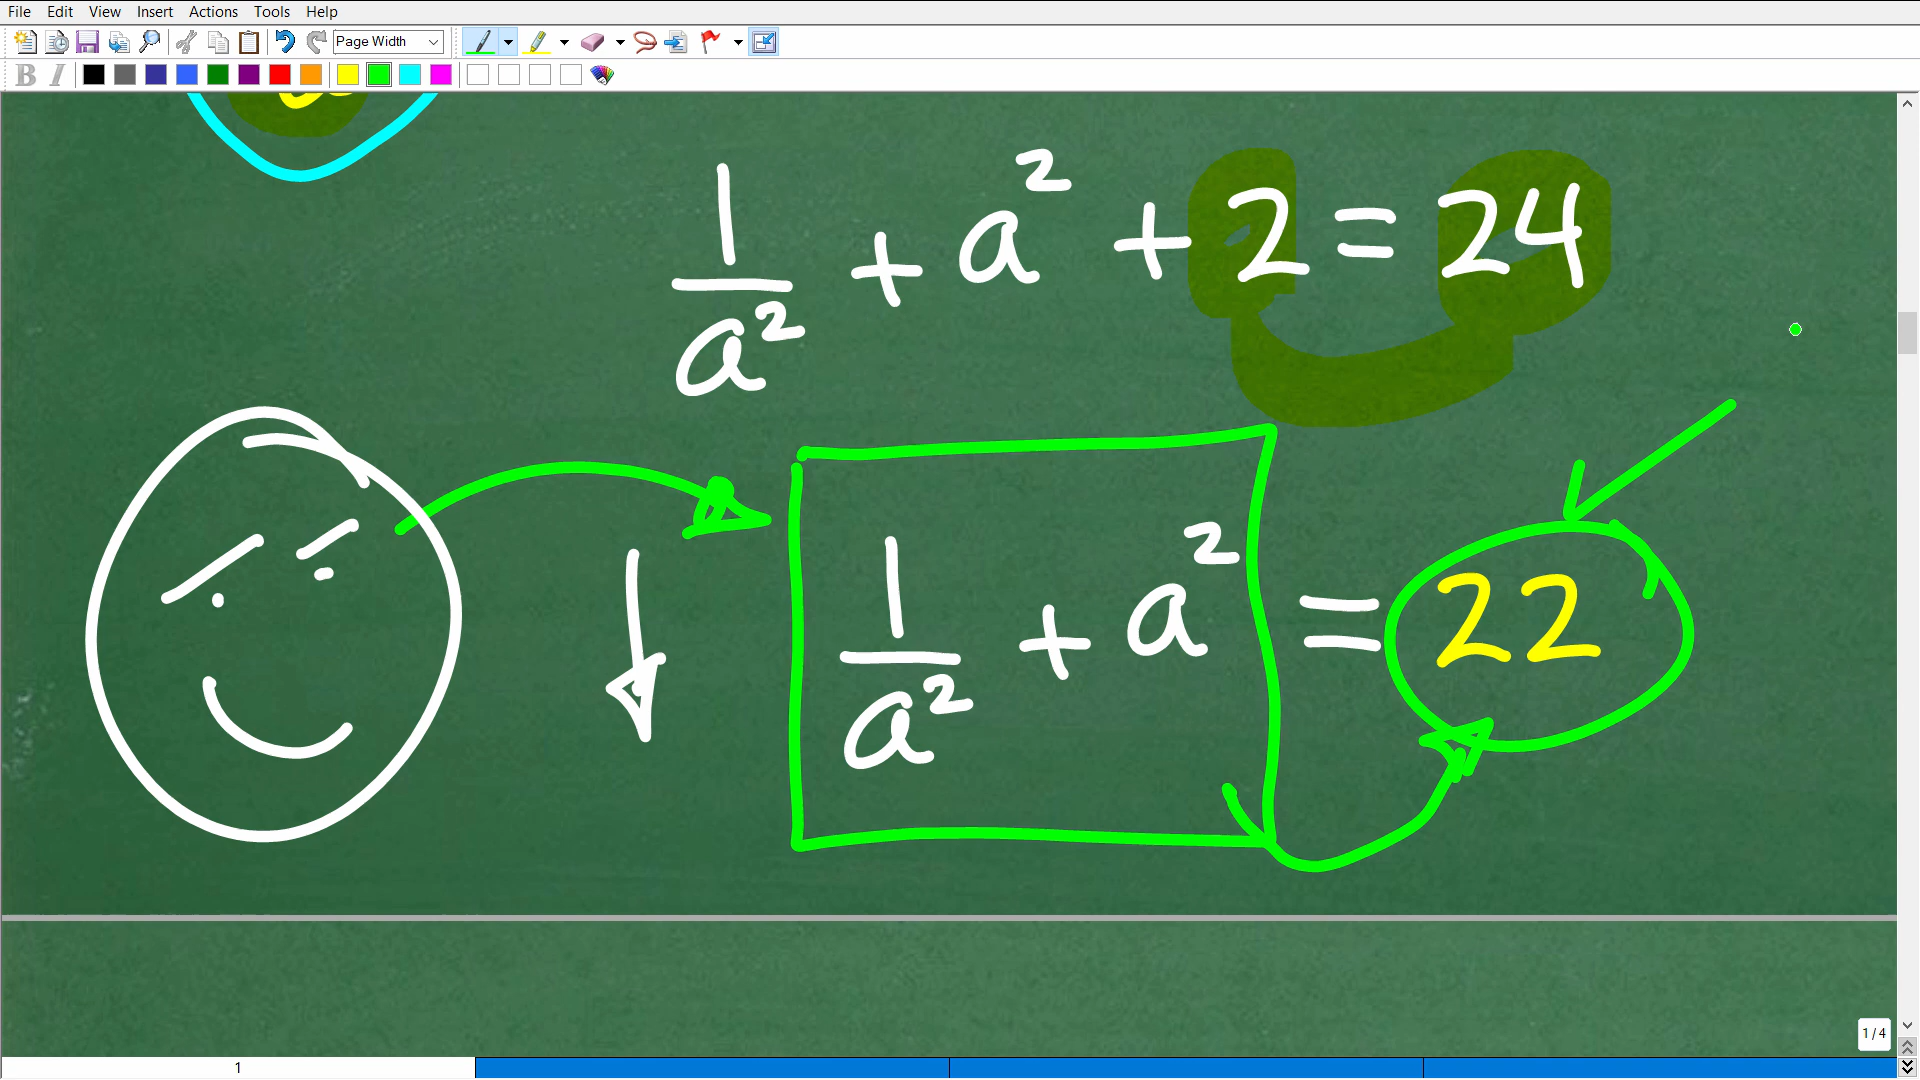 File Edit View Insert Actions Tools Help
Page Width
B I
1/a² + a² + 2 = 24
1/a² + a² = 22
1 / 4
1